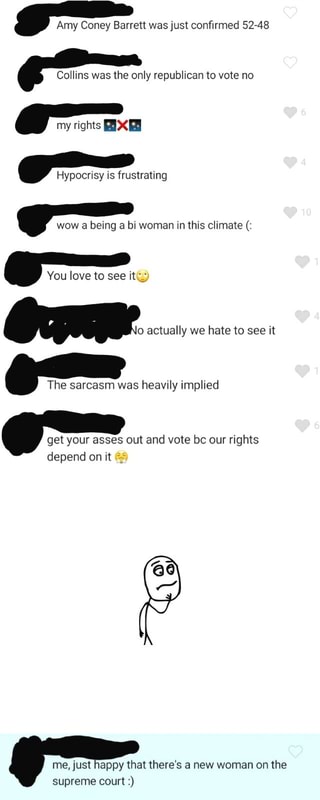 Amy Coney Barrett was just confirmed 52-48
Collins was the only republican to vote no
my rights 🌃❌🌃
6
Hypocrisy is frustrating
4
wow a being a bi woman in this climate (:
10
You love to see it🙄
1
No actually we hate to see it
4
The sarcasm was heavily implied
1
get your asses out and vote bc our rights
depend on it 😤
6
me, just happy that there's a new woman on the
supreme court :)